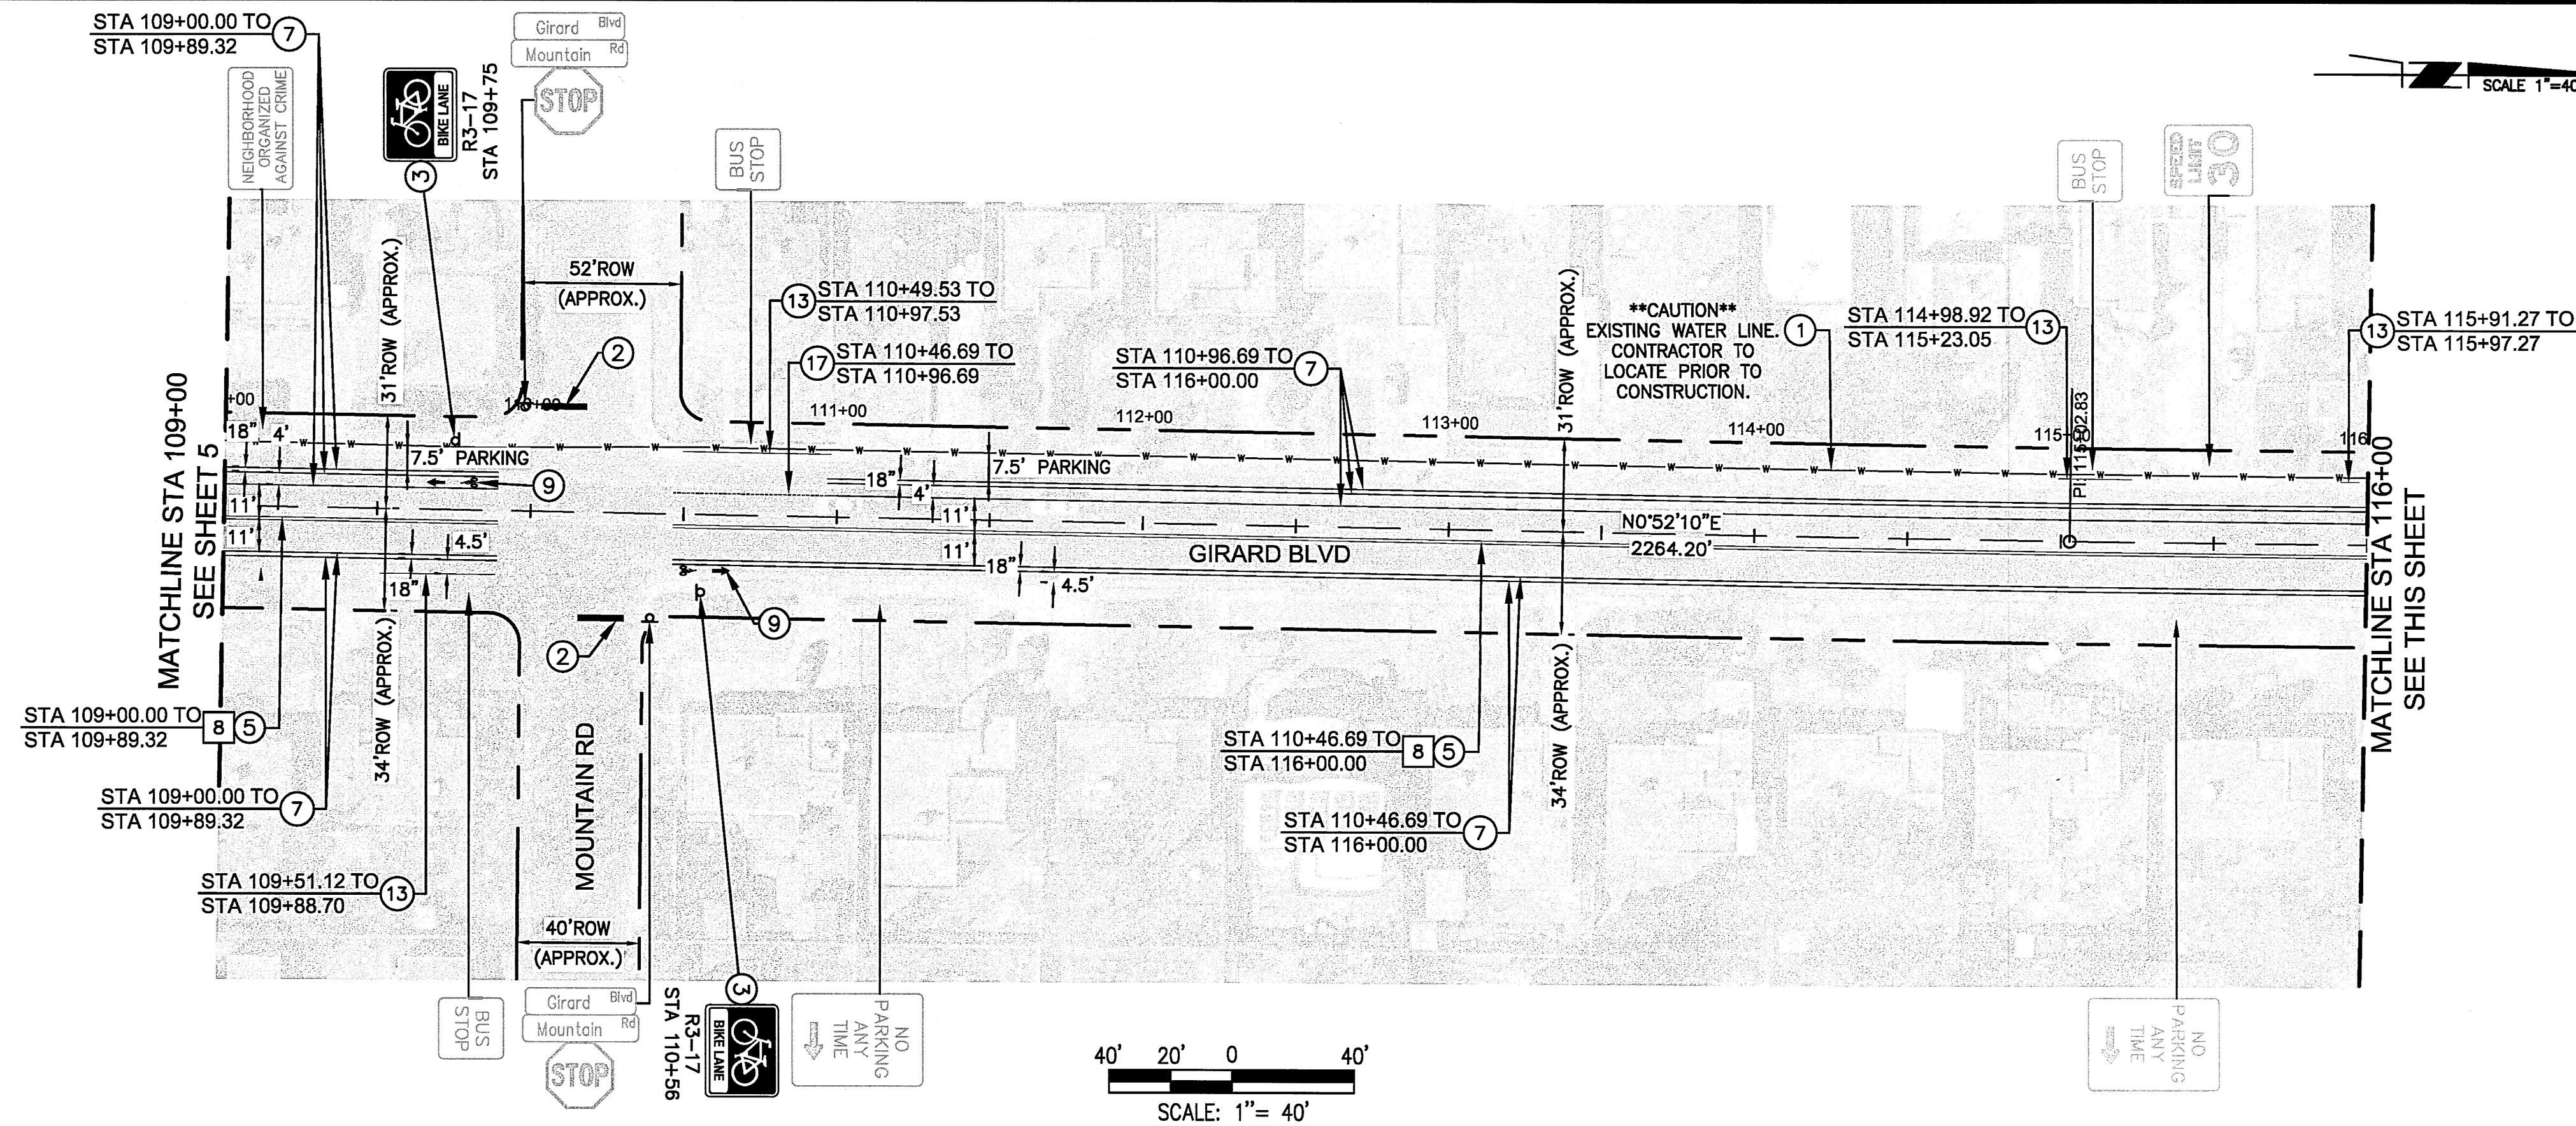 STA 109+00.00 TO
STA 109+89.32
7
NEIGHBORHOOD
ORGANIZED
AGAINST CRIME
BIKE LANE
R3-17
STA 109+75
3
Girard Blvd
Mountain Rd
STOP
BUS
STOP
BUS
STOP
SPEED
LIMIT
30
SCALE 1"=40
52'ROW
(APPROX.)
31'ROW (APPROX.)
2
13
STA 110+49.53 TO
STA 110+97.53
17
STA 110+46.69 TO
STA 110+96.69
STA 110+96.69 TO
STA 116+00.00
7
31'ROW (APPROX.)
**CAUTION**
EXISTING WATER LINE.
CONTRACTOR TO
LOCATE PRIOR TO
CONSTRUCTION.
1
STA 114+98.92 TO
STA 115+23.05
13
13
STA 115+91.27 TO
STA 115+97.27
MATCHLINE STA 109+00
SEE SHEET 5
+00
111+00
112+00
113+00
114+00
115+00
116
PI: 115+02.83
18"
4'
7.5' PARKING
9
11'
11'
4.5'
18"
18"
4'
7.5' PARKING
11'
11'
18"
4.5'
GIRARD BLVD
N0°52'10"E
2264.20'
MATCHLINE STA 116+00
SEE THIS SHEET
9
2
STA 109+00.00 TO
STA 109+89.32
8
5
34'ROW (APPROX.)
STA 109+00.00 TO
STA 109+89.32
7
STA 109+51.12 TO
STA 109+88.70
13
MOUNTAIN RD
40'ROW
(APPROX.)
STA 110+46.69 TO
STA 116+00.00
8
5
STA 110+46.69 TO
STA 116+00.00
7
34'ROW (APPROX.)
BUS
STOP
Girard Blvd
Mountain Rd
STOP
3
BIKE LANE
R3-17
STA 110+56
NO
PARKING
ANY
TIME
NO
PARKING
ANY
TIME
40' 20' 0 40'
SCALE: 1"= 40'